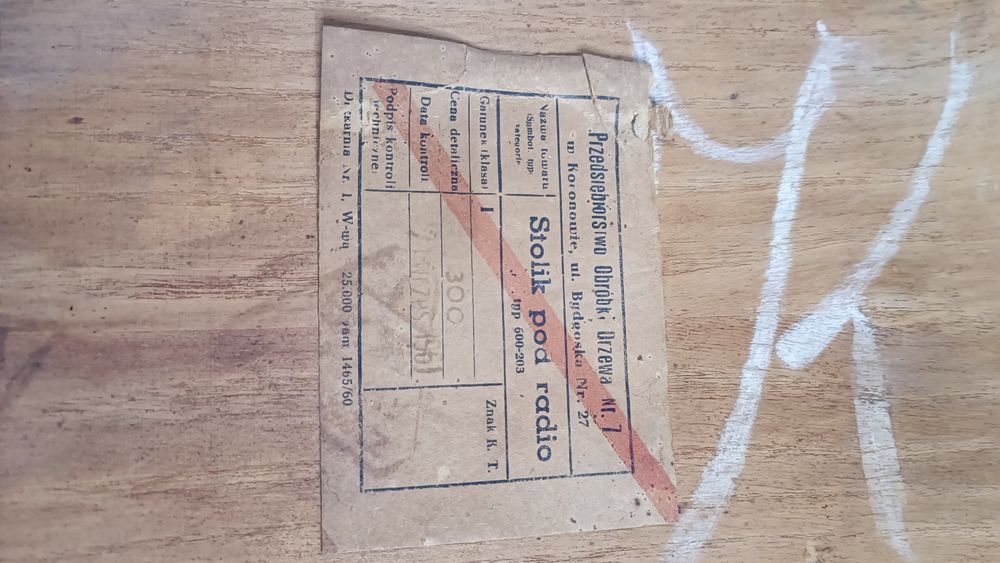 Przedsiębiorstwo Obróbki Drzewa Nr. 7
w Koronowie, ul. Bydgoska Nr. 27
Nazwa towaru
(Symbol, typ,
kategoria
Stolik pod radio
typ 600-203
Gatunek (klasa)
I
Znak K. T.
Cena detaliczna
300
Data kontroli
Podpis kontroli
technicznej
Drukarnia Nr. 1, W-wa 25.000 zam 1465/60